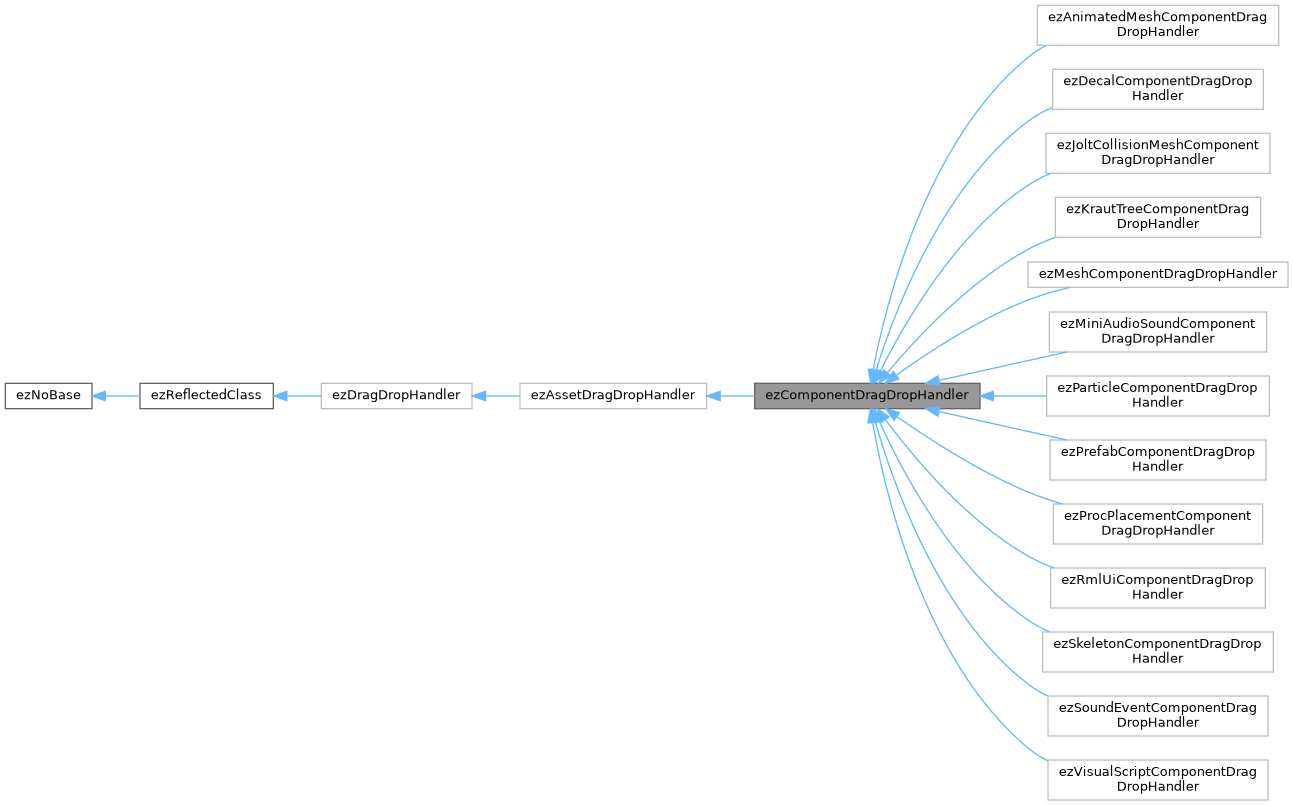 ezAnimatedMeshComponentDrag
DropHandler
ezDecalComponentDragDrop
Handler
ezJoltCollisionMeshComponent
DragDropHandler
ezKrautTreeComponentDrag
DropHandler
ezMeshComponentDragDropHandler
ezMiniAudioSoundComponent
DragDropHandler
ezNoBase
ezReflectedClass
ezDragDropHandler
ezAssetDragDropHandler
ezComponentDragDropHandler
ezParticleComponentDragDrop
Handler
ezPrefabComponentDragDrop
Handler
ezProcPlacementComponent
DragDropHandler
ezRmlUiComponentDragDrop
Handler
ezSkeletonComponentDragDrop
Handler
ezSoundEventComponentDrag
DropHandler
ezVisualScriptComponentDrag
DropHandler